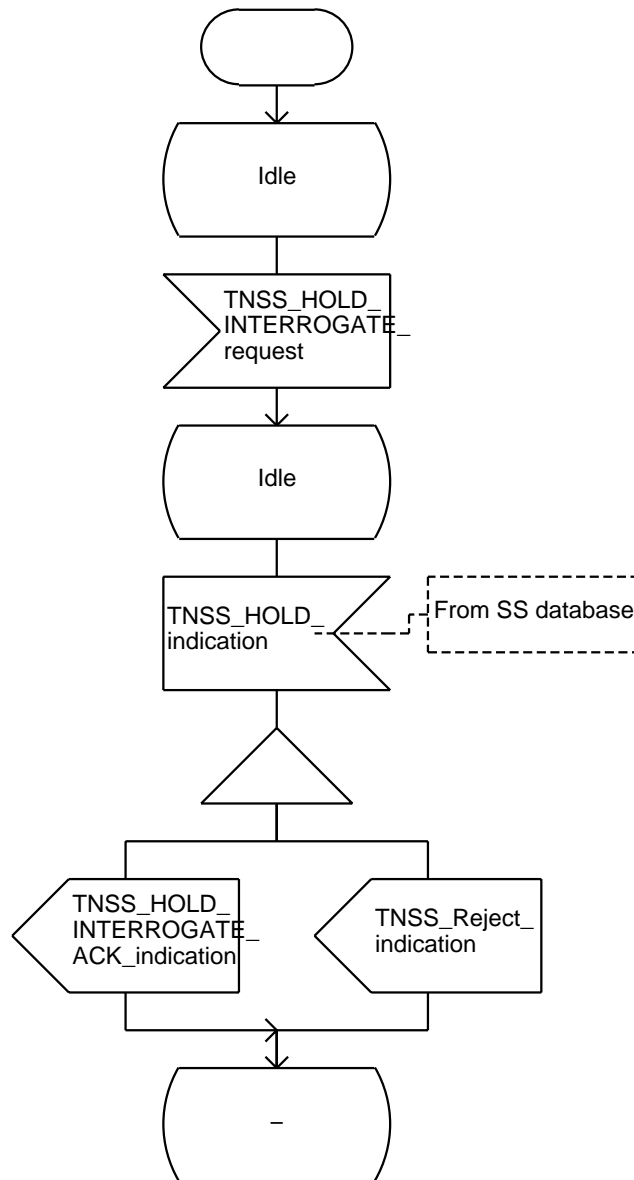 Idle
TNSS_HOLD_
INTERROGATE_
request
Idle
TNSS_HOLD_
indication
From SS database
TNSS_HOLD_
INTERROGATE_
ACK_indication
TNSS_Reject_
indication
–